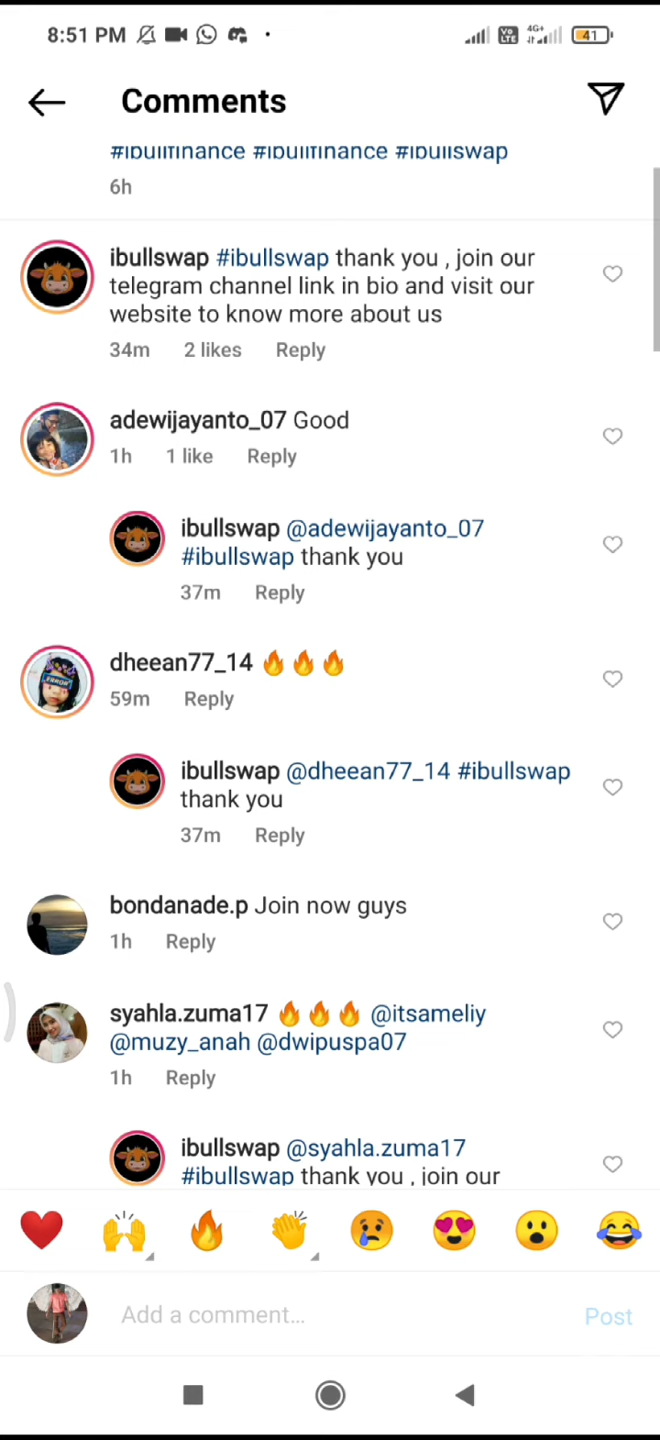 8:51 PM
4G+
41
Comments
#ibullfinance #ibullfinance #ibullswap
6h
ibullswap #ibullswap thank you , join our
telegram channel link in bio and visit our
website to know more about us
34m 2 likes Reply
adewijayanto_07 Good
1h 1 like Reply
ibullswap @adewijayanto_07
#ibullswap thank you
37m Reply
dheean77_14 🔥🔥🔥
59m Reply
ibullswap @dheean77_14 #ibullswap
thank you
37m Reply
bondanade.p Join now guys
1h Reply
syahla.zuma17 🔥🔥🔥 @itsameliy
@muzy_anah @dwipuspa07
1h Reply
ibullswap @syahla.zuma17
#ibullswap thank you , join our
Add a comment... Post